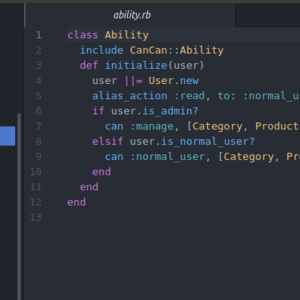 ability.rb
1 class Ability
2 include CanCan::Ability
3 def initialize(user)
4 user ||= User.new
5 alias_action :read, to: :normal_u
6 if user.is_admin?
7 can :manage, [Category, Product
8 elsif user.is_normal_user?
9 can :normal_user, [Category, Pr
10 end
11 end
12 end
13